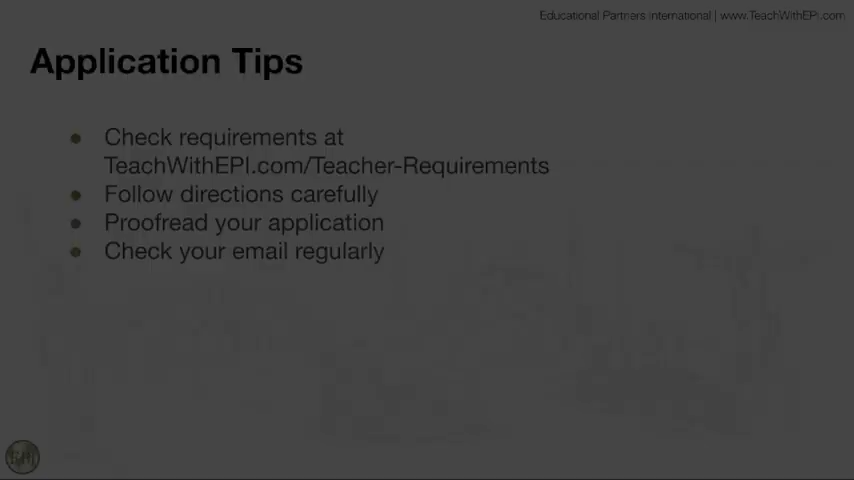 Educational Partners International | www.TeachWithEPI.com
Application Tips
● Check requirements at
TeachWithEPI.com/Teacher-Requirements
● Follow directions carefully
● Proofread your application
● Check your email regularly
EPI